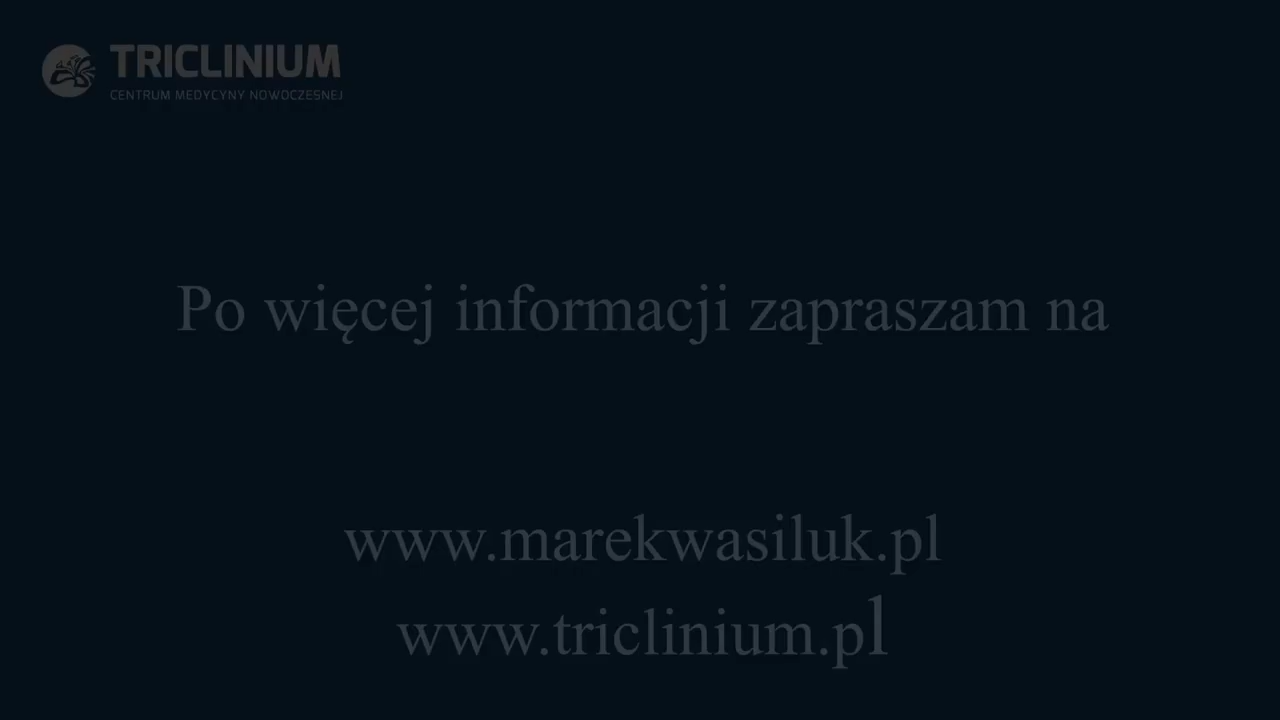 TRICLINIUM
CENTRUM MEDYCYNY NOWOCZESNEJ
Po więcej informacji zapraszam na
www.marekwasiluk.pl
www.triclinium.pl